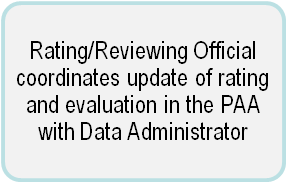 Rating/Reviewing Official
coordinates update of rating
and evaluation in the PAA
with Data Administrator